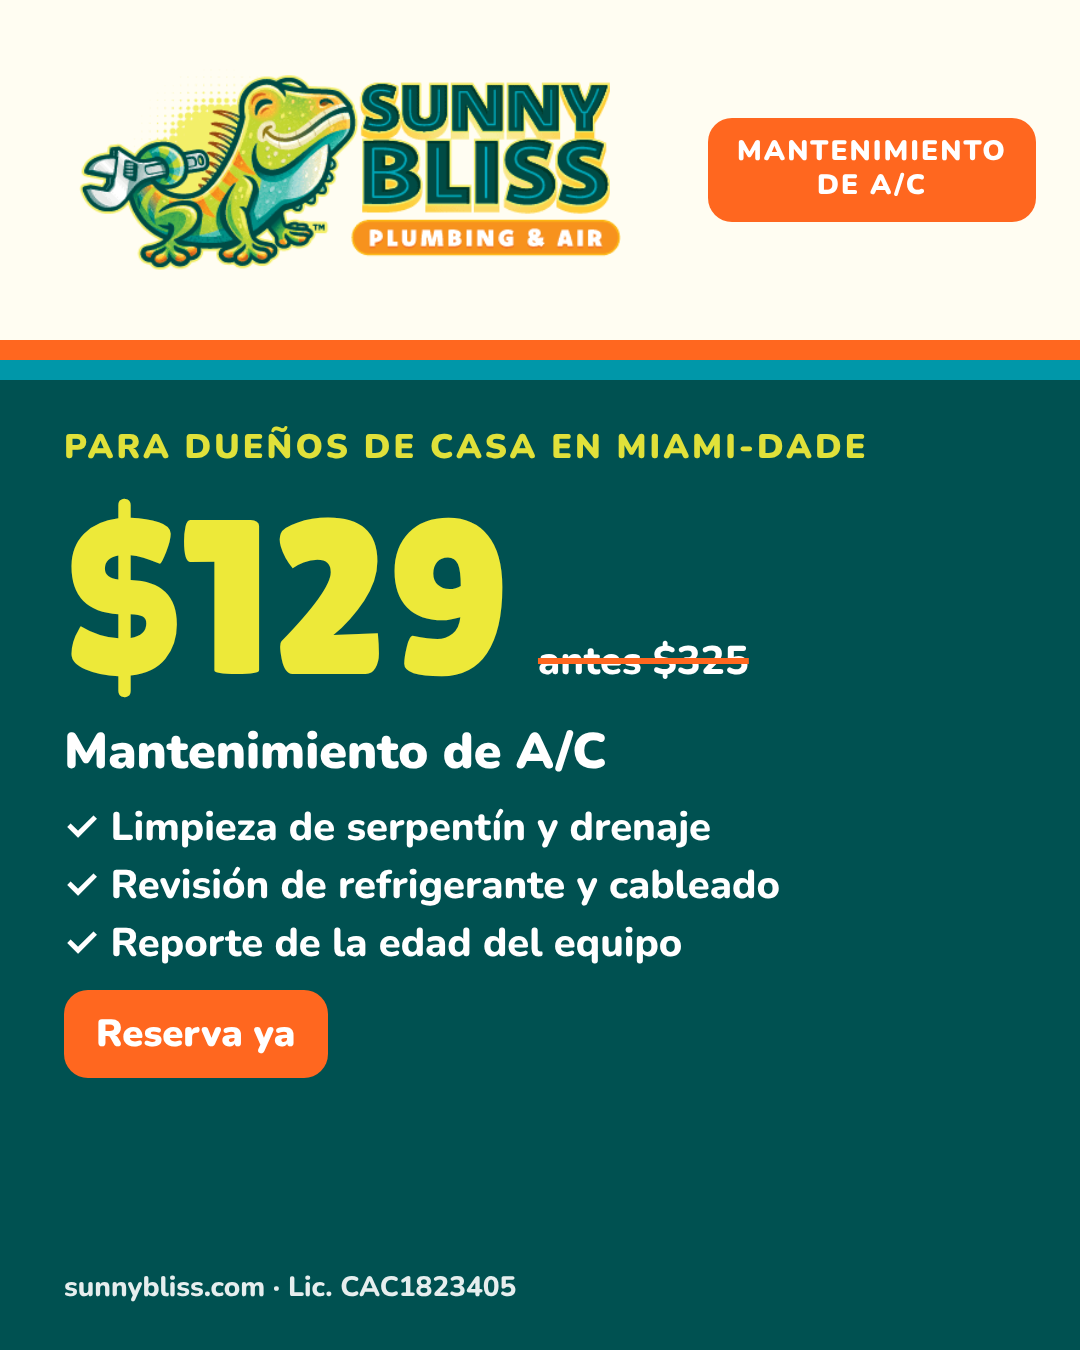 SUNNY
BLISS
PLUMBING & AIR
™
MANTENIMIENTO
DE A/C
PARA DUEÑOS DE CASA EN MIAMI-DADE
$129
antes $325
Mantenimiento de A/C
✓ Limpieza de serpentín y drenaje
✓ Revisión de refrigerante y cableado
✓ Reporte de la edad del equipo
Reserva ya
sunnybliss.com · Lic. CAC1823405